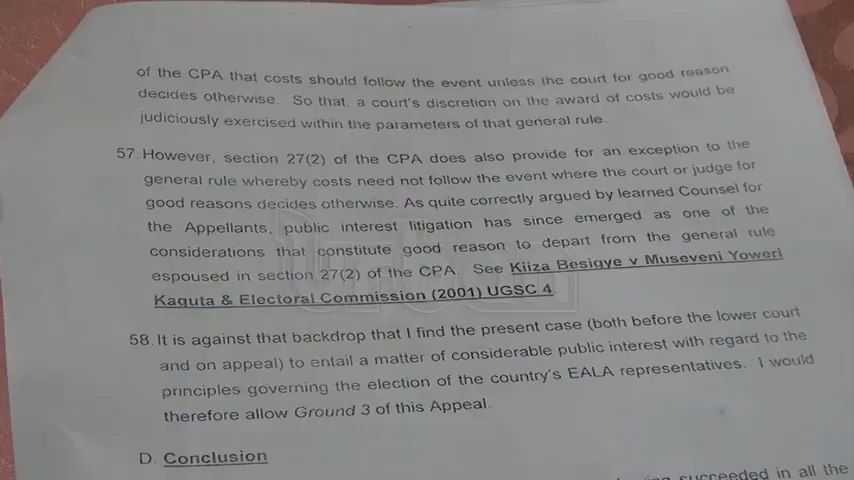 of the CPA that costs should follow the event unless the court for good reason
decides otherwise. So that, a court's discretion on the award of costs would be
judiciously exercised within the parameters of that general rule.
57. However, section 27(2) of the CPA does also provide for an exception to the
general rule whereby costs need not follow the event where the court or judge for
good reasons decides otherwise. As quite correctly argued by learned Counsel for
the Appellants, public interest litigation has since emerged as one of the
considerations that constitute good reason to depart from the general rule
espoused in section 27(2) of the CPA. See Kiiza Besigye v Museveni Yoweri
Kaguta & Electoral Commission (2001) UGSC 4.
58. It is against that backdrop that I find the present case (both before the lower court
and on appeal) to entail a matter of considerable public interest with regard to the
principles governing the election of the country's EALA representatives. I would
therefore allow Ground 3 of this Appeal.
D. Conclusion
succeeded in all the